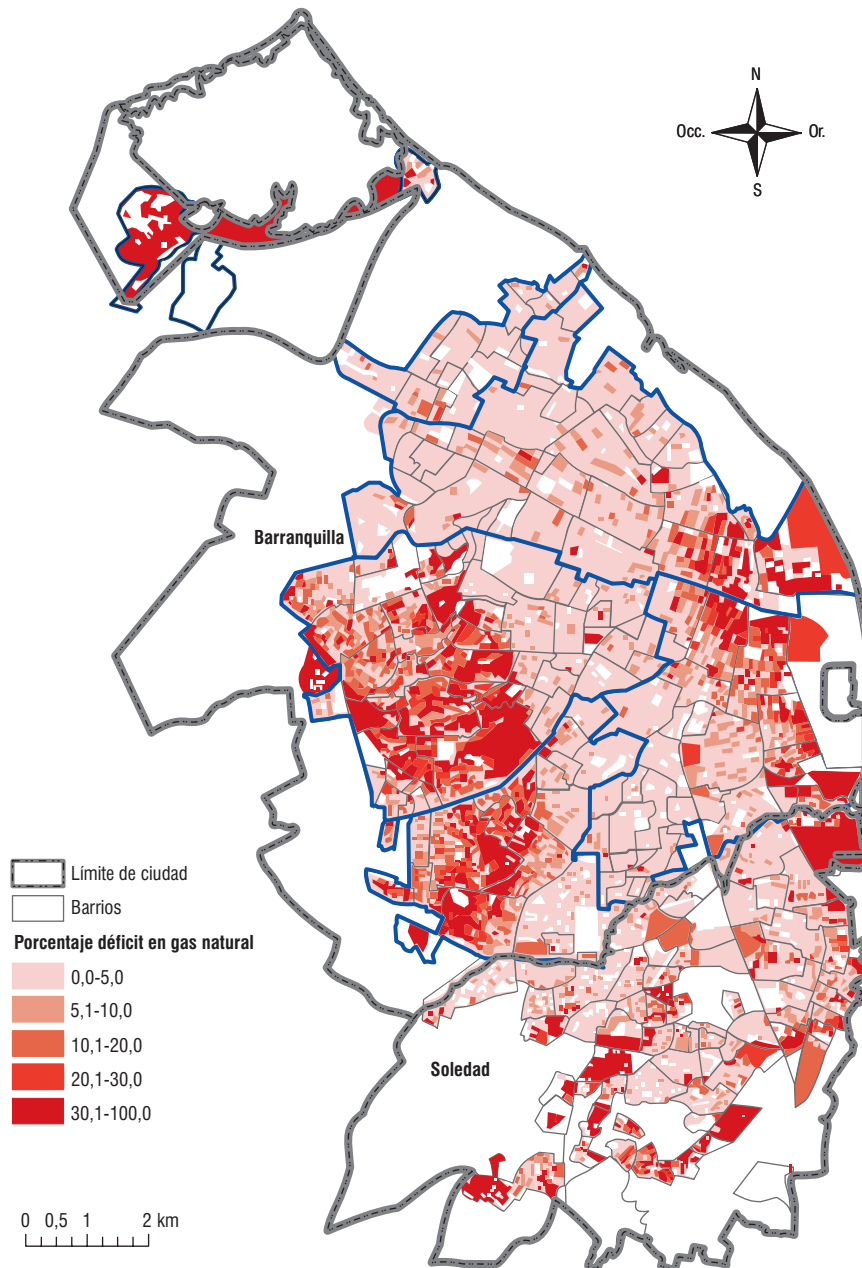 N
Occ.
Or.
S
Barranquilla
Límite de ciudad
Barrios
Porcentaje déficit en gas natural
0,0-5,0
5,1-10,0
10,1-20,0
20,1-30,0
30,1-100,0
Soledad
0 0,5 1 2 km